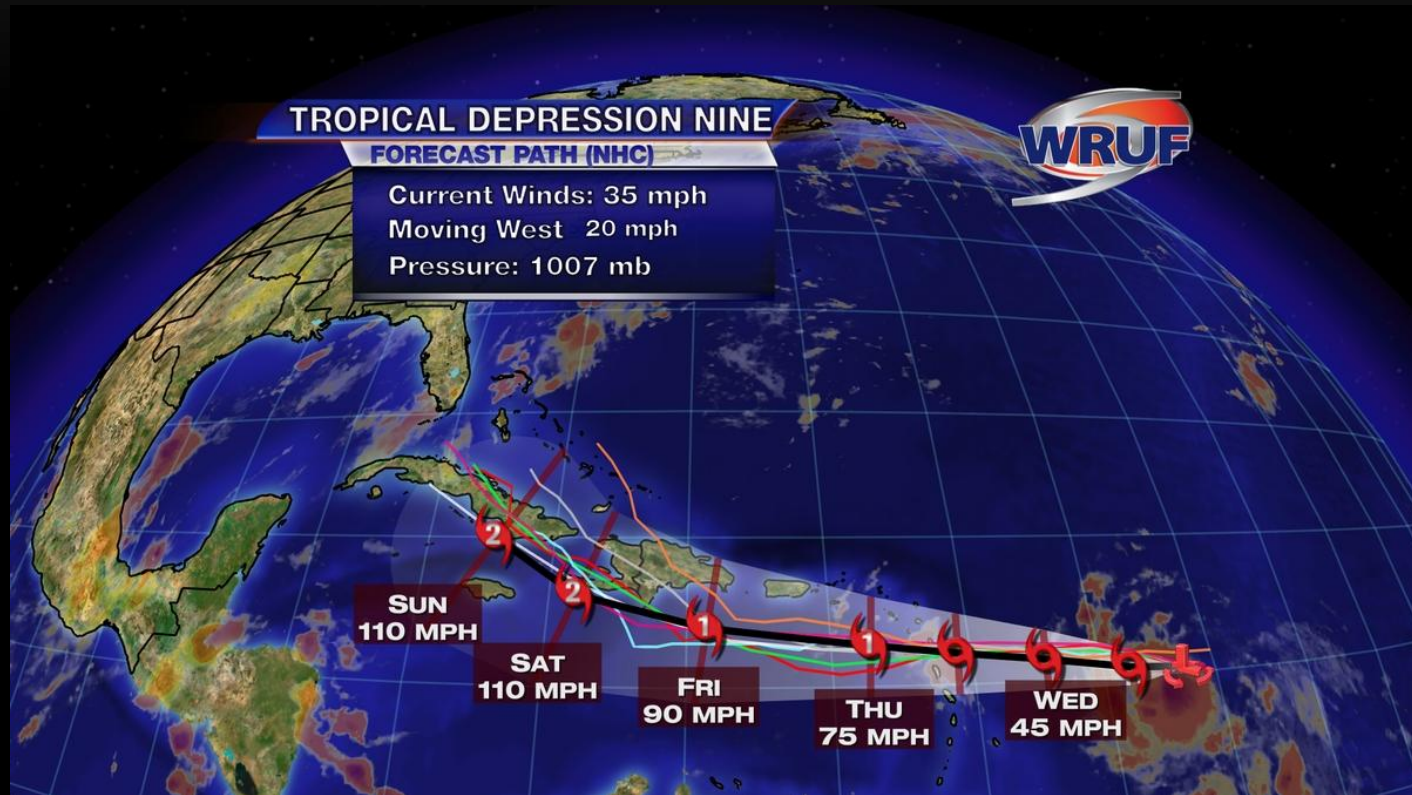 TROPICAL DEPRESSION NINE
FORECAST PATH (NHC)
Current Winds: 35 mph
Moving West 20 mph
Pressure: 1007 mb
WRUF
2
2
1
1
SUN
110 MPH
SAT
110 MPH
FRI
90 MPH
THU
75 MPH
WED
45 MPH